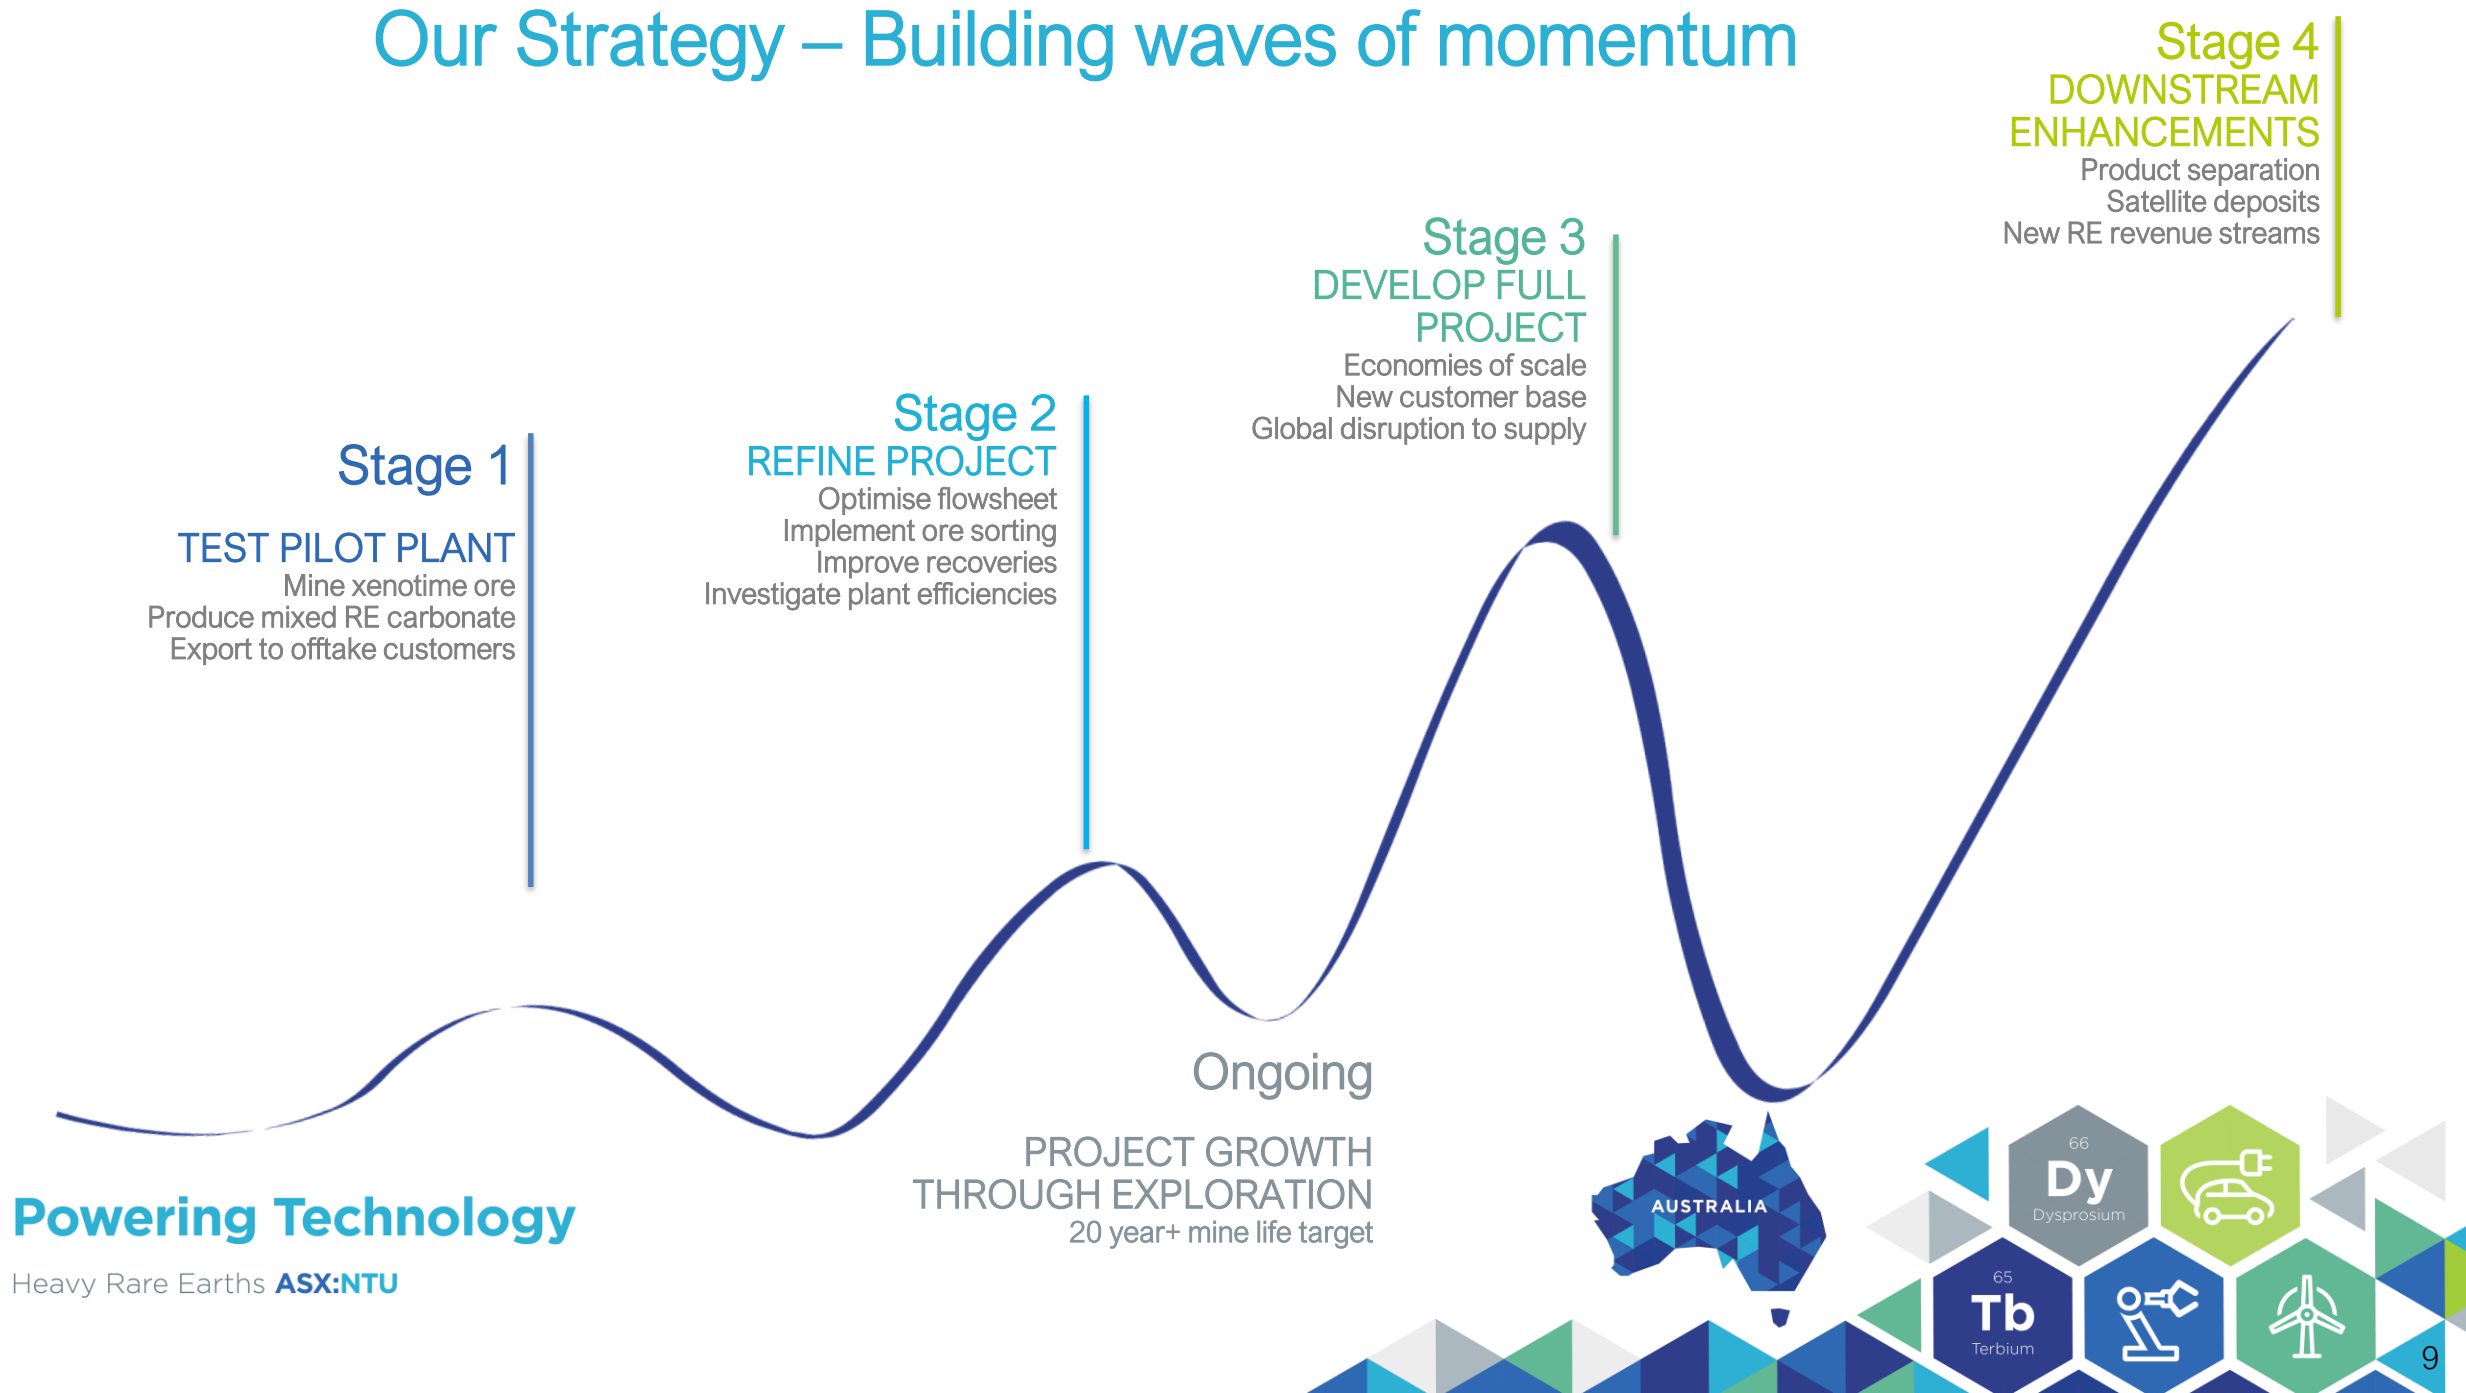 Our Strategy – Building waves of momentum
Stage 1
TEST PILOT PLANT
Mine xenotime ore
Produce mixed RE carbonate
Export to offtake customers
Stage 2
REFINE PROJECT
Optimise flowsheet
Implement ore sorting
Improve recoveries
Investigate plant efficiencies
Stage 3
DEVELOP FULL
PROJECT
Economies of scale
New customer base
Global disruption to supply
Stage 4
DOWNSTREAM
ENHANCEMENTS
Product separation
Satellite deposits
New RE revenue streams
Ongoing
PROJECT GROWTH
THROUGH EXPLORATION
20 year+ mine life target
Powering Technology
Heavy Rare Earths ASX:NTU
AUSTRALIA
66
Dy
Dysprosium
65
Tb
Terbium
9